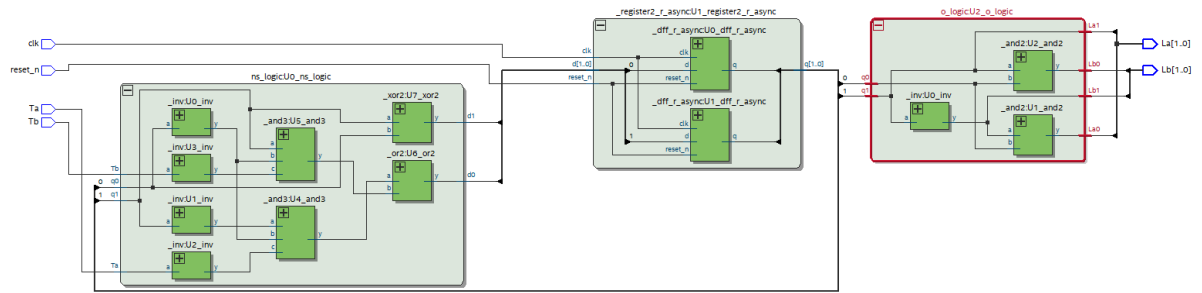 _register2_r_async:U1_register2_r_async
o_logic:U2_o_logic
_dff_r_async:U0_dff_r_async
La1
clk
clk
clk
d[1..0]
0
d
q
q[1..0]
_and2:U2_and2
La[1..0]
reset_n
reset_n
reset_n
0
q0
a
b
y
Lb0
Lb[1..0]
ns_logic:U0_ns_logic
1
q1
_inv:U0_inv
Lb1
_inv:U0_inv
_xor2:U7_xor2
_dff_r_async:U1_dff_r_async
_and2:U1_and2
Ta
a
y
_and3:U5_and3
a
b
y
d1
clk
a
y
a
b
y
La0
Tb
_inv:U3_inv
a
b
c
y
_or2:U6_or2
1
d
q
reset_n
Tb
a
y
a
b
y
d0
0
q0
1
q1
_inv:U1_inv
_and3:U4_and3
a
y
a
b
c
y
_inv:U2_inv
Ta
a
y